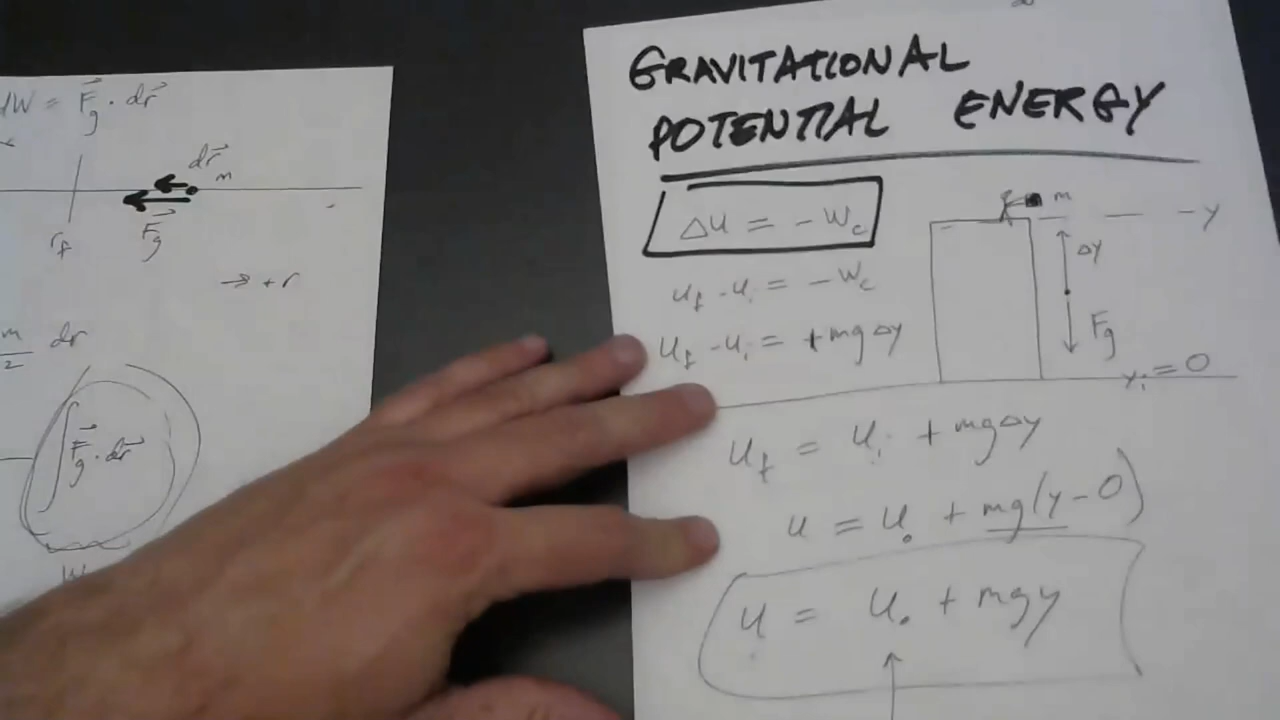 dW = F⃗g · dr⃗
dr⃗
m
rf
F⃗g
→ + r
m
2
dr
∫ F⃗g · dr⃗
W
GRAVITATIONAL
POTENTIAL ENERGY
ΔU = - Wc
Uf - Ui = - Wc
Uf - Ui = + mgΔy
m
y
Δy
Fg
yi = 0
Uf = Ui + mgΔy
U = U₀ + mg(y - 0)
U = U₀ + mgy